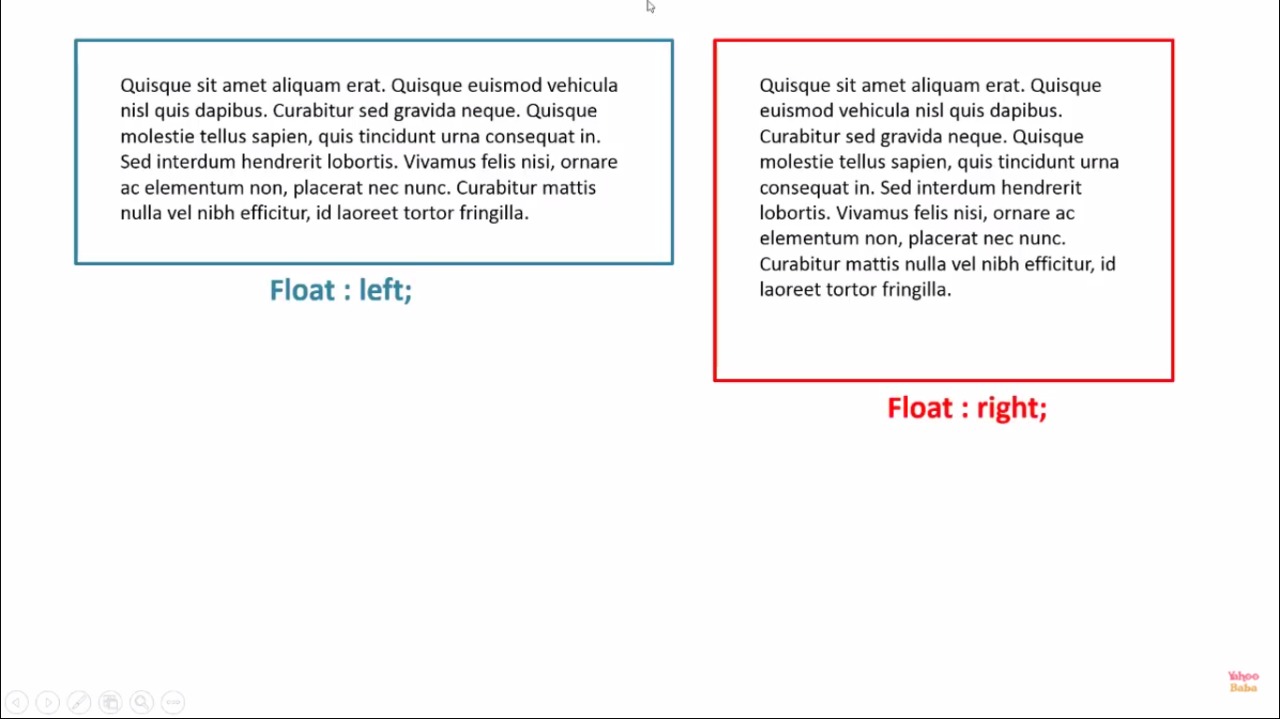 Quisque sit amet aliquam erat. Quisque euismod vehicula
nisl quis dapibus. Curabitur sed gravida neque. Quisque
molestie tellus sapien, quis tincidunt urna consequat in.
Sed interdum hendrerit lobortis. Vivamus felis nisi, ornare
ac elementum non, placerat nec nunc. Curabitur mattis
nulla vel nibh efficitur, id laoreet tortor fringilla.
Float : left;
Quisque sit amet aliquam erat. Quisque
euismod vehicula nisl quis dapibus.
Curabitur sed gravida neque. Quisque
molestie tellus sapien, quis tincidunt urna
consequat in. Sed interdum hendrerit
lobortis. Vivamus felis nisi, ornare ac
elementum non, placerat nec nunc.
Curabitur mattis nulla vel nibh efficitur, id
laoreet tortor fringilla.
Float : right;
Yahoo
Baba